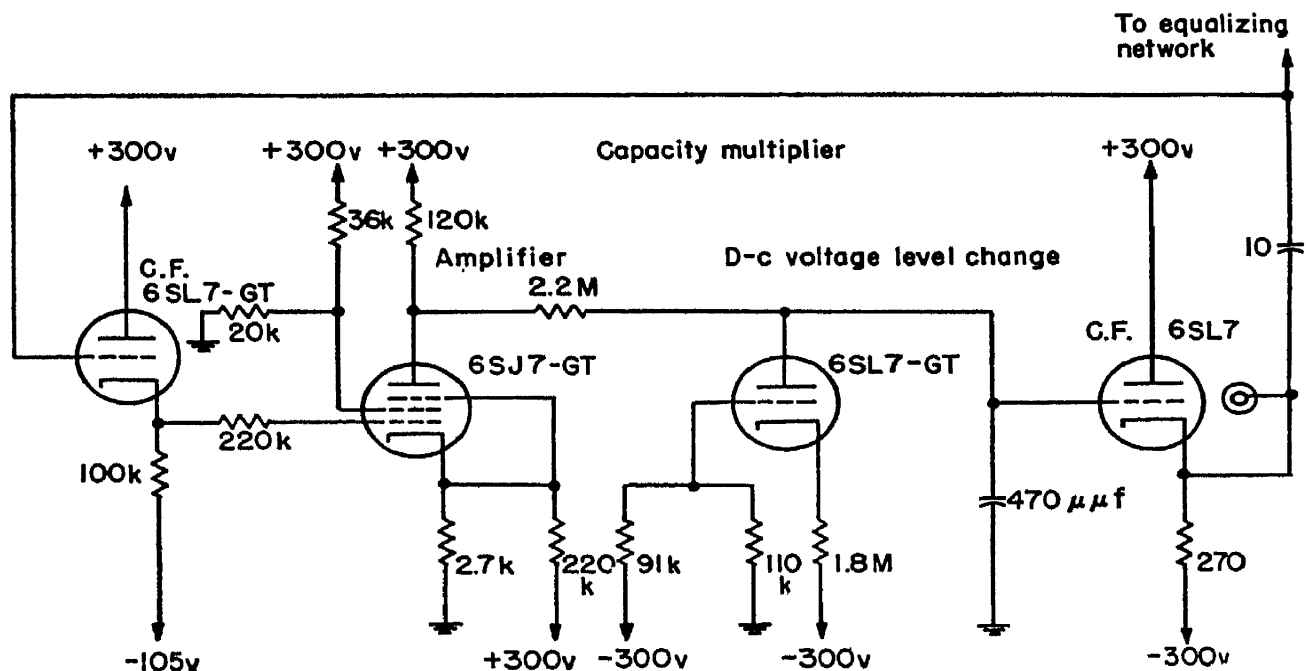 To equalizing
network
+300v
+300v
+300v
Capacity multiplier
+300v
36k
120k
10
Amplifier
D-c voltage level change
C.F.
6SL7-GT
2.2M
20k
C.F.
6SL7
6SJ7-GT
6SL7-GT
220k
100k
470 μμf
2.7k
220
k
91k
110
k
1.8M
270
-105v
+300v
-300v
-300v
-300v